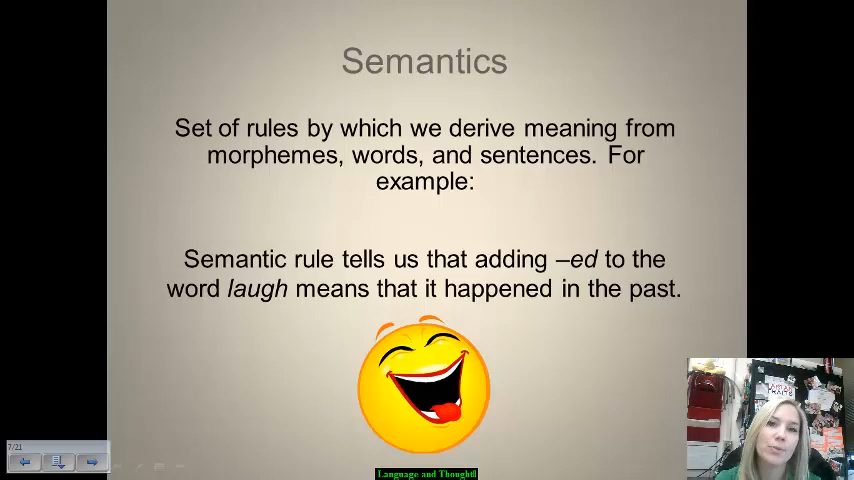 Semantics
Set of rules by which we derive meaning from
morphemes, words, and sentences. For
example:
Semantic rule tells us that adding –ed to the
word laugh means that it happened in the past.
7/21
Language and Thought